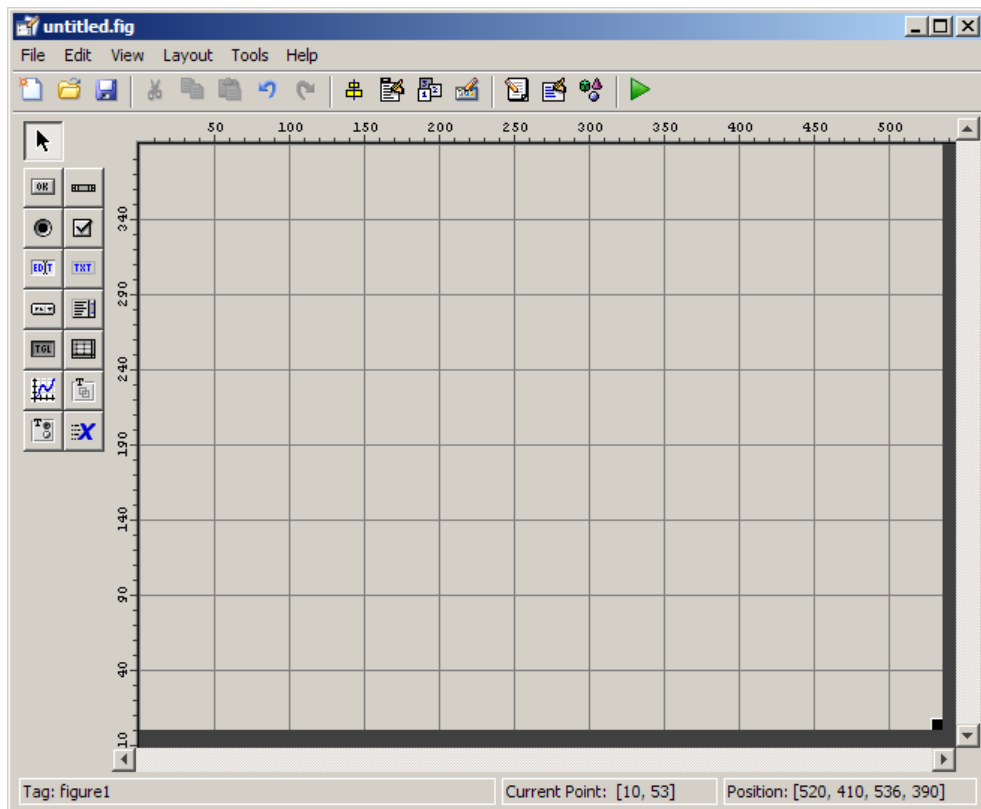 untitled.fig
File Edit View Layout Tools Help
50 100 150 200 250 300 350 400 450 500
OK
EDIT TXT
TGL
T
T X
340
290
240
190
140
90
40
10
Tag: figure1
Current Point: [10, 53]
Position: [520, 410, 536, 390]